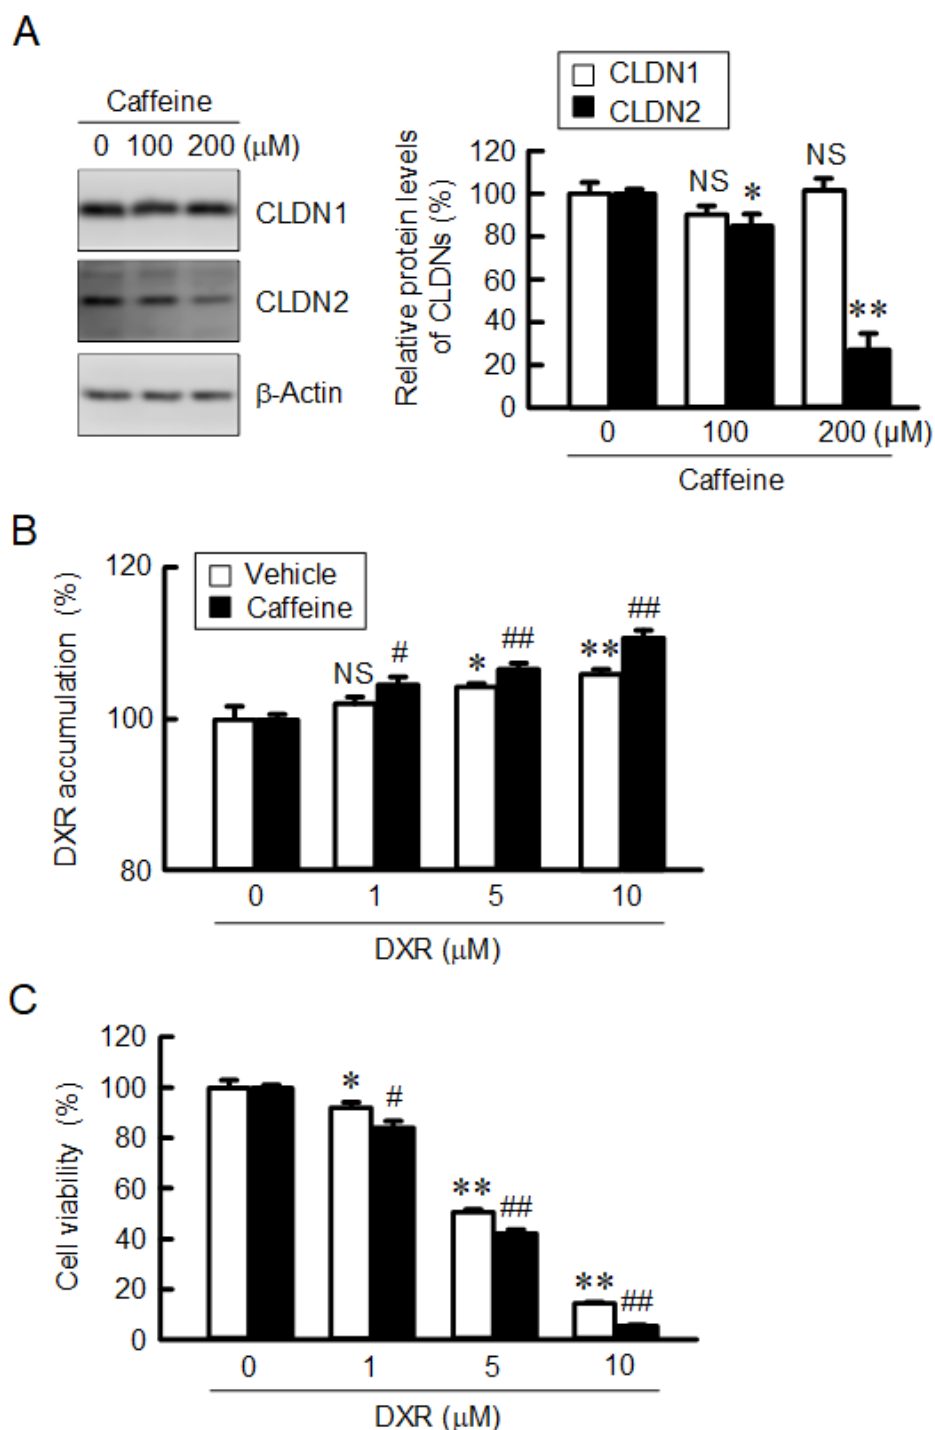 A
Caffeine
0 100 200 (μM)
CLDN1
CLDN2
β-Actin
CLDN1
CLDN2
Relative protein levels
of CLDNs (%)
120
100
80
60
40
20
0
NS
*
NS
**
0 100 200 (μM)
Caffeine
B
DXR accumulation (%)
120
100
80
Vehicle
Caffeine
NS
#
*
##
**
##
0 1 5 10
DXR (μM)
C
Cell viability (%)
120
100
80
60
40
20
0
*
#
**
##
**
##
0 1 5 10
DXR (μM)